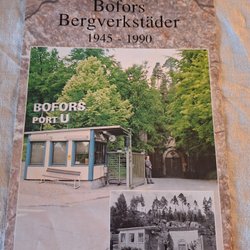 Bofors
Bergverkstäder
1945 - 1990
BOFORS
PORT U